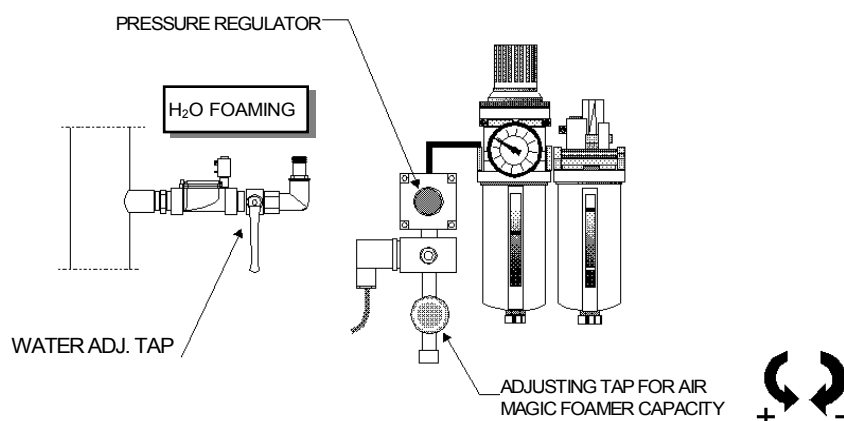 PRESSURE REGULATOR
H₂O FOAMING
WATER ADJ. TAP
ADJUSTING TAP FOR AIR
MAGIC FOAMER CAPACITY
+ -